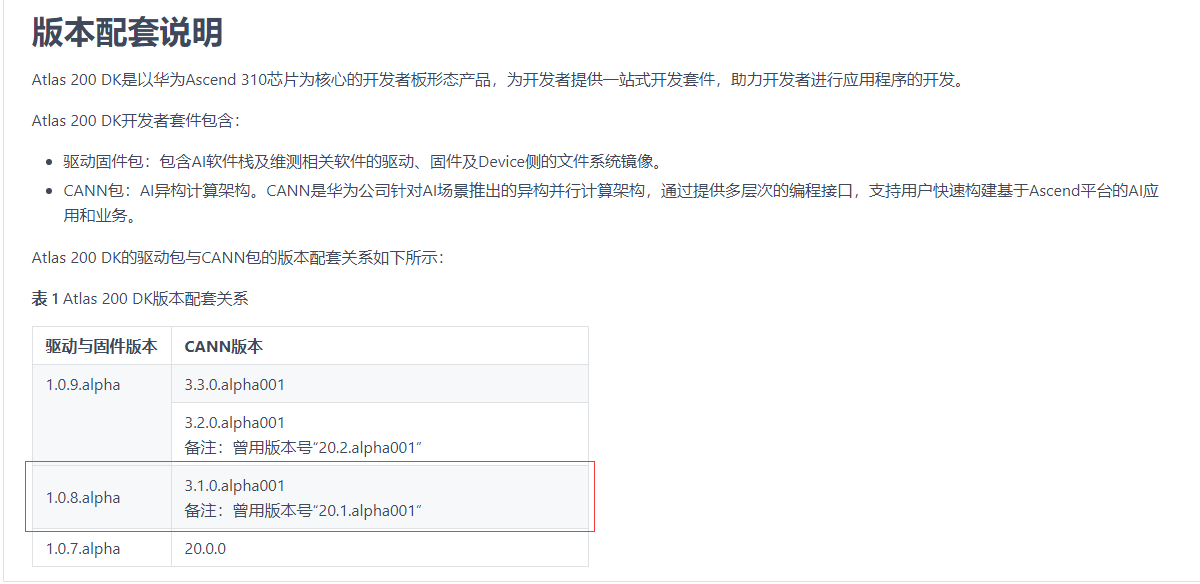 版本配套说明
Atlas 200 DK是以华为Ascend 310芯片为核心的开发者板形态产品，为开发者提供一站式开发套件，助力开发者进行应用程序的开发。
Atlas 200 DK开发者套件包含：
驱动固件包：包含AI软件栈及维测相关软件的驱动、固件及Device侧的文件系统镜像。
CANN包：AI异构计算架构。CANN是华为公司针对AI场景推出的异构并行计算架构，通过提供多层次的编程接口，支持用户快速构建基于Ascend平台的AI应
用和业务。
Atlas 200 DK的驱动包与CANN包的版本配套关系如下所示：
表 1 Atlas 200 DK版本配套关系
驱动与固件版本 CANN版本
1.0.9.alpha 3.3.0.alpha001
3.2.0.alpha001
备注：曾用版本号“20.2.alpha001”
1.0.8.alpha 3.1.0.alpha001
备注：曾用版本号“20.1.alpha001”
1.0.7.alpha 20.0.0